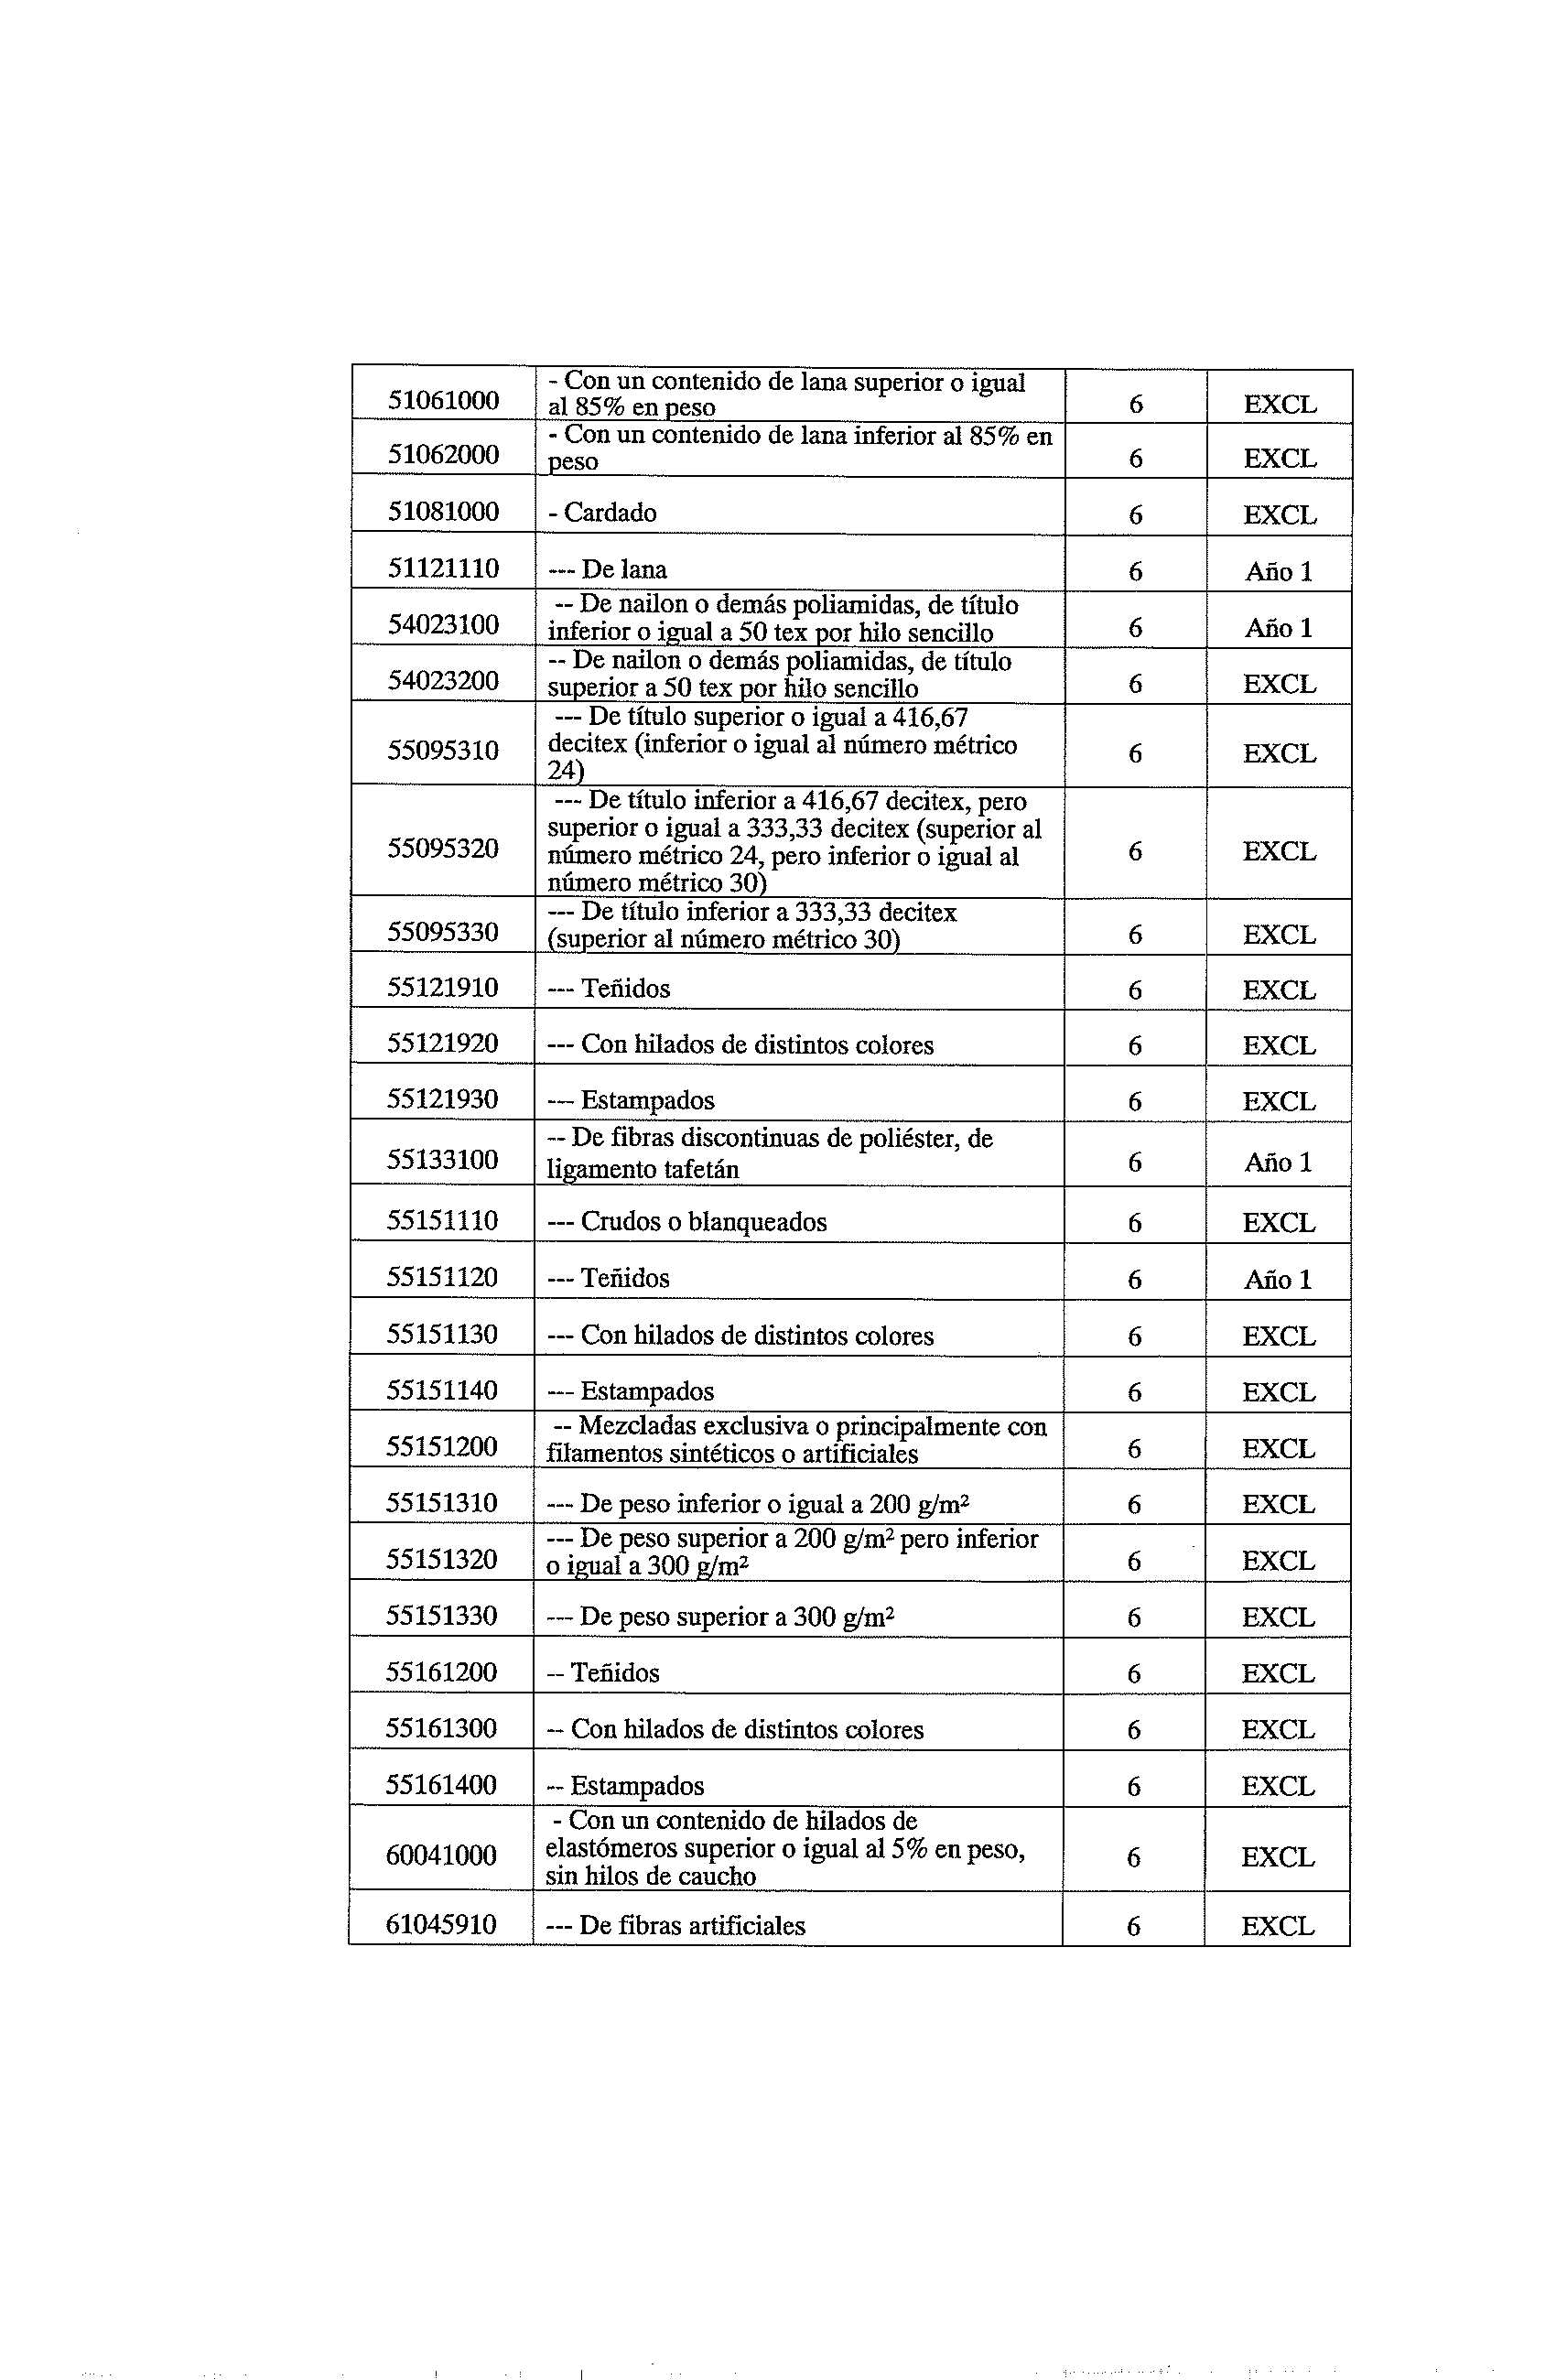 51061000 - Con un contenido de lana superior o igual al 85% en peso 6 EXCL
51062000 - Con un contenido de lana inferior al 85% en peso 6 EXCL
51081000 - Cardado 6 EXCL
51121110 --- De lana 6 Año 1
54023100 -- De nailon o demás poliamidas, de título inferior o igual a 50 tex por hilo sencillo 6 Año 1
54023200 -- De nailon o demás poliamidas, de título superior a 50 tex por hilo sencillo 6 EXCL
55095310 --- De título superior o igual a 416,67 decitex (inferior o igual al número métrico 24) 6 EXCL
55095320 --- De título inferior a 416,67 decitex, pero superior o igual a 333,33 decitex (superior al número métrico 24, pero inferior o igual al número métrico 30) 6 EXCL
55095330 --- De título inferior a 333,33 decitex (superior al número métrico 30) 6 EXCL
55121910 --- Teñidos 6 EXCL
55121920 --- Con hilados de distintos colores 6 EXCL
55121930 --- Estampados 6 EXCL
55133100 -- De fibras discontinuas de poliéster, de ligamento tafetán 6 Año 1
55151110 --- Crudos o blanqueados 6 EXCL
55151120 --- Teñidos 6 Año 1
55151130 --- Con hilados de distintos colores 6 EXCL
55151140 --- Estampados 6 EXCL
55151200 -- Mezcladas exclusiva o principalmente con filamentos sintéticos o artificiales 6 EXCL
55151310 --- De peso inferior o igual a 200 g/m² 6 EXCL
55151320 --- De peso superior a 200 g/m² pero inferior o igual a 300 g/m² 6 EXCL
55151330 --- De peso superior a 300 g/m² 6 EXCL
55161200 -- Teñidos 6 EXCL
55161300 -- Con hilados de distintos colores 6 EXCL
55161400 -- Estampados 6 EXCL
60041000 - Con un contenido de hilados de elastómeros superior o igual al 5% en peso, sin hilos de caucho 6 EXCL
61045910 --- De fibras artificiales 6 EXCL